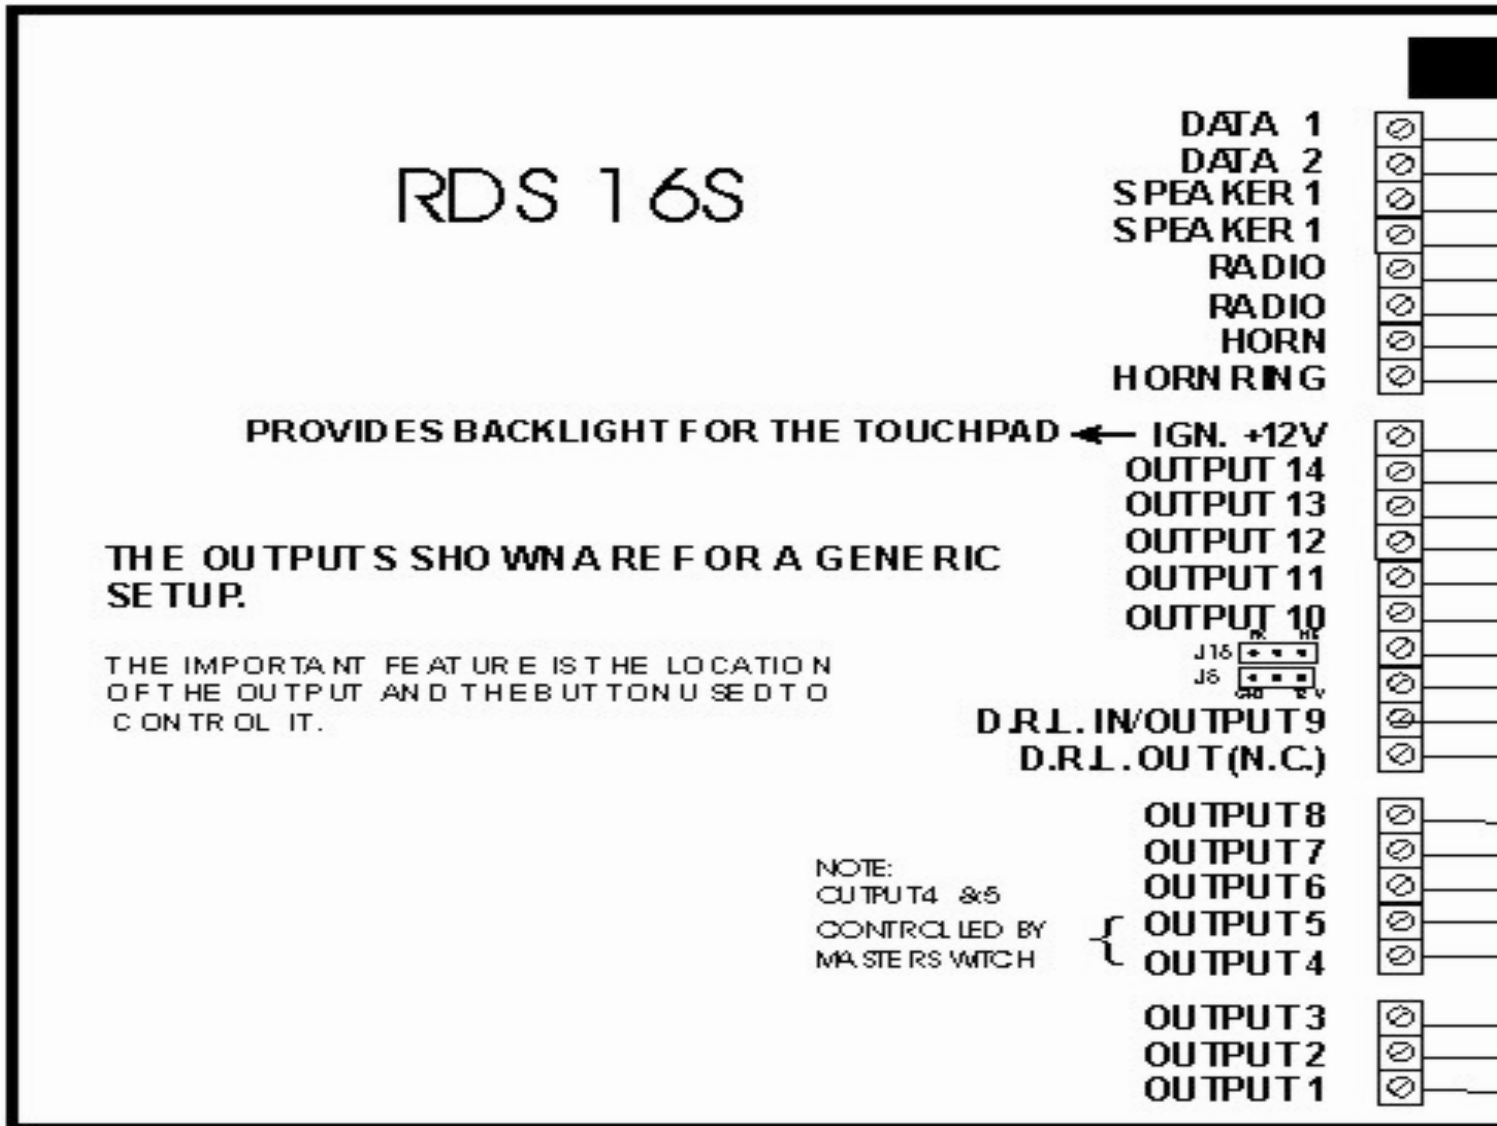 RDS 16S
DATA 1
DATA 2
SPEAKER 1
SPEAKER 1
RADIO
RADIO
HORN
HORN RING
PROVIDES BACKLIGHT FOR THE TOUCHPAD
IGN. +12V
OUTPUT 14
OUTPUT 13
OUTPUT 12
OUTPUT 11
OUTPUT 10
THE OUTPUTS SHOWN ARE FOR A GENERIC
SETUP.
THE IMPORTANT FEATURE IS THE LOCATION
OF THE OUTPUT AND THE BUTTON USED TO
CONTROL IT.
GND 12 V
D.R.L. IN/OUTPUT 9
D.R.L. OUT (N.C.)
OUTPUT 8
OUTPUT 7
OUTPUT 6
OUTPUT 5
OUTPUT 4
NOTE:
OUTPUT 4 & 5
CONTROLLED BY
MASTER SWITCH
OUTPUT 3
OUTPUT 2
OUTPUT 1